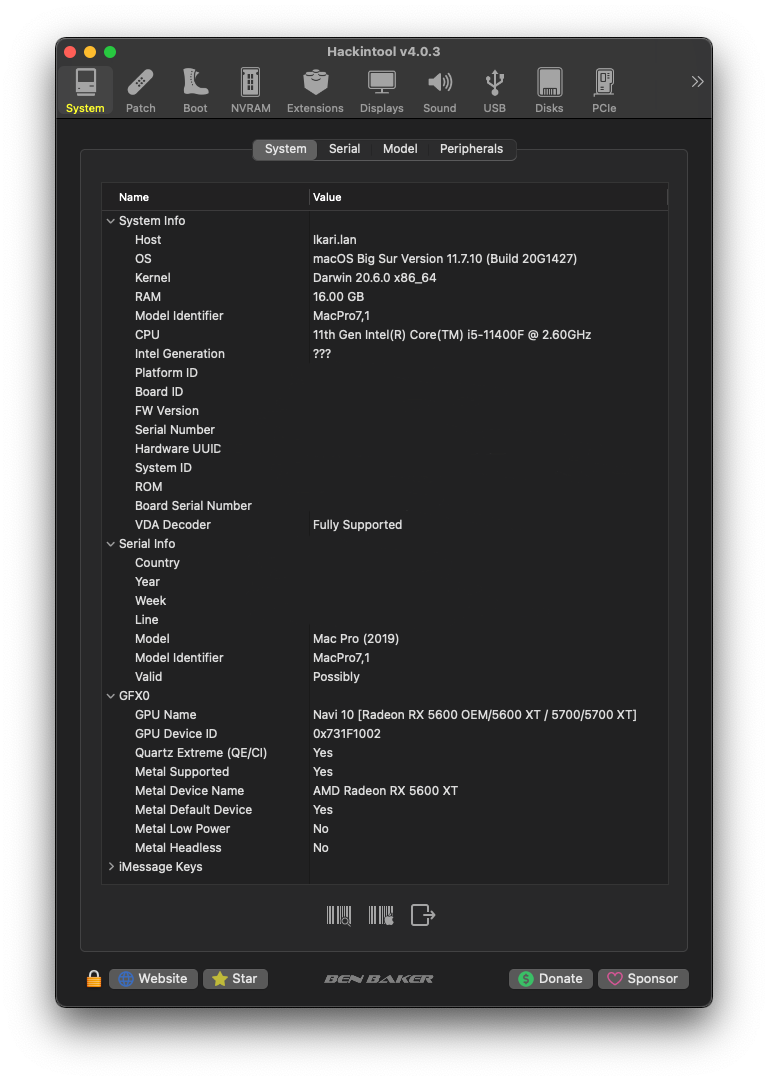 Hackintool v4.0.3
System Patch Boot NVRAM Extensions Displays Sound USB Disks PCIe
System Serial Model Peripherals
Name Value
System Info
Host Ikari.lan
OS macOS Big Sur Version 11.7.10 (Build 20G1427)
Kernel Darwin 20.6.0 x86_64
RAM 16.00 GB
Model Identifier MacPro7,1
CPU 11th Gen Intel(R) Core(TM) i5-11400F @ 2.60GHz
Intel Generation ???
Platform ID
Board ID
FW Version
Serial Number
Hardware UUID
System ID
ROM
Board Serial Number
VDA Decoder Fully Supported
Serial Info
Country
Year
Week
Line
Model Mac Pro (2019)
Model Identifier MacPro7,1
Valid Possibly
GFX0
GPU Name Navi 10 [Radeon RX 5600 OEM/5600 XT / 5700/5700 XT]
GPU Device ID 0x731F1002
Quartz Extreme (QE/CI) Yes
Metal Supported Yes
Metal Device Name AMD Radeon RX 5600 XT
Metal Default Device Yes
Metal Low Power No
Metal Headless No
iMessage Keys
Website Star BEN BAKER Donate Sponsor